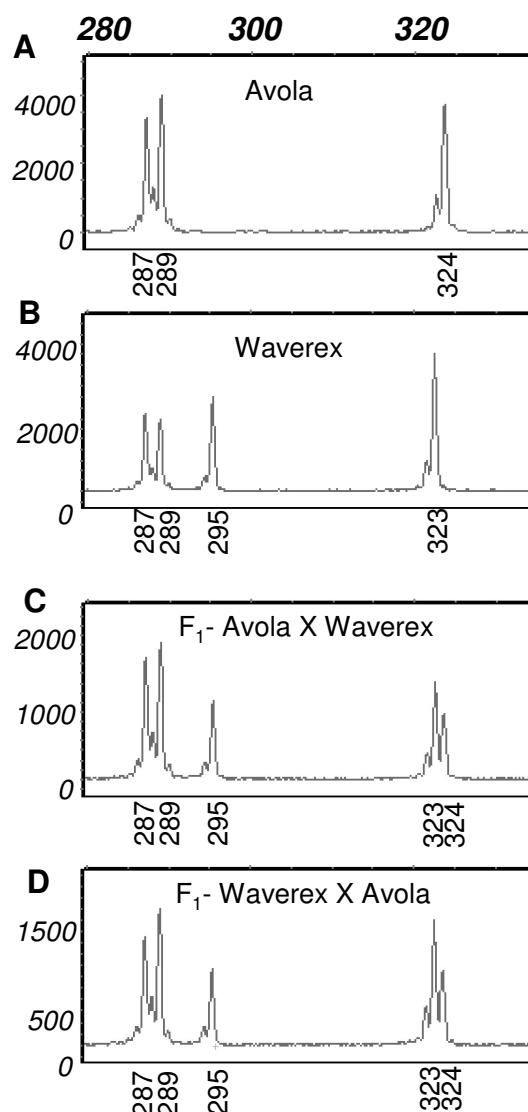 280 300 320
A
Avola
4000
2000
0
287 289 324
B
Waverex
4000
2000
0
287 289 295 323
C
F₁- Avola X Waverex
2000
1000
0
287 289 295 323 324
D
F₁- Waverex X Avola
1500
500
0
287 289 295 323 324